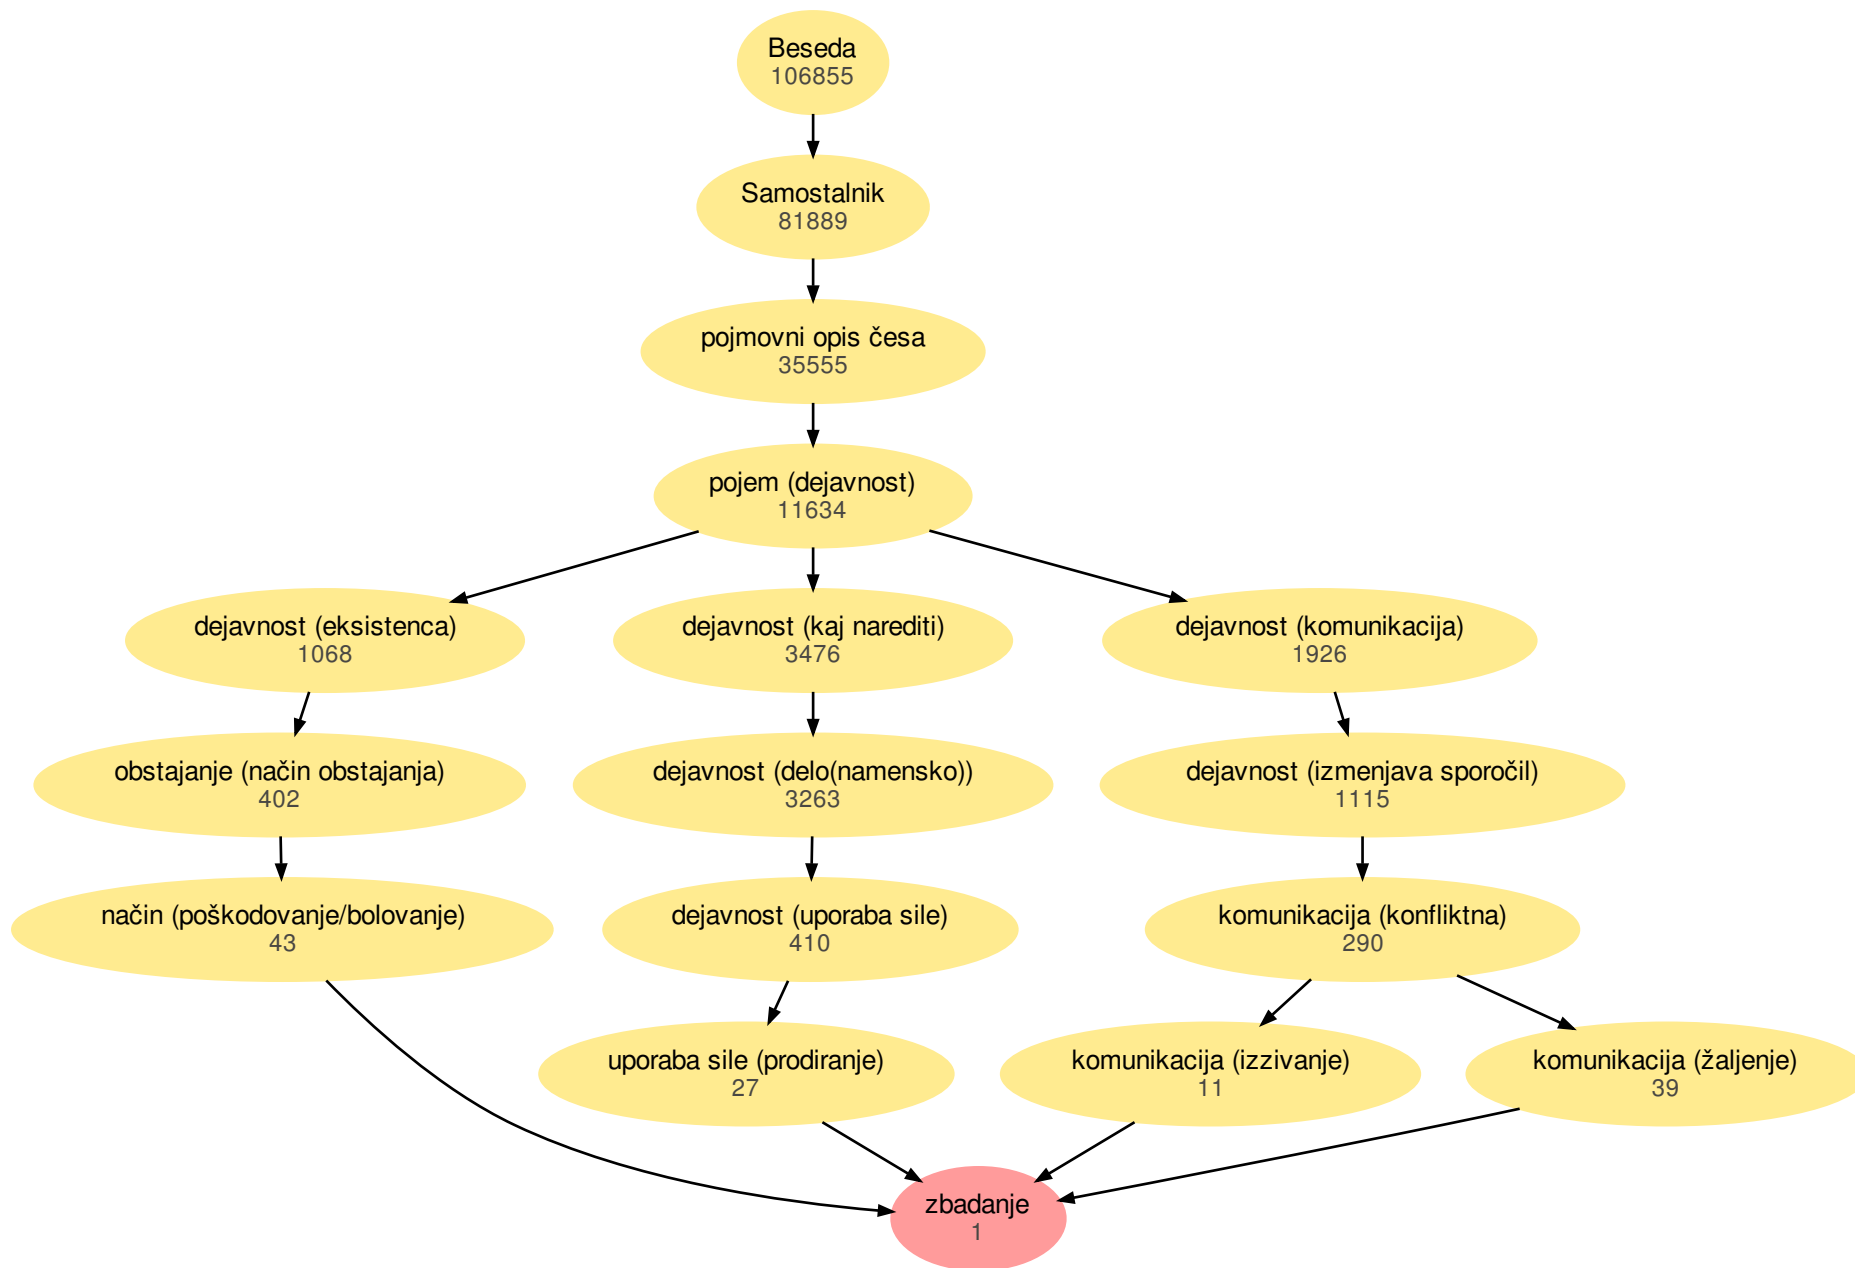 Beseda
106855
Samostalnik
81889
pojmovni opis česa
35555
pojem (dejavnost)
11634
dejavnost (eksistenca)
1068
dejavnost (kaj narediti)
3476
dejavnost (komunikacija)
1926
obstajanje (način obstajanja)
402
dejavnost (delo(namensko))
3263
dejavnost (izmenjava sporočil)
1115
način (poškodovanje/bolovanje)
43
dejavnost (uporaba sile)
410
komunikacija (konfliktna)
290
uporaba sile (prodiranje)
27
komunikacija (izzivanje)
11
komunikacija (žaljenje)
39
zbadanje
1